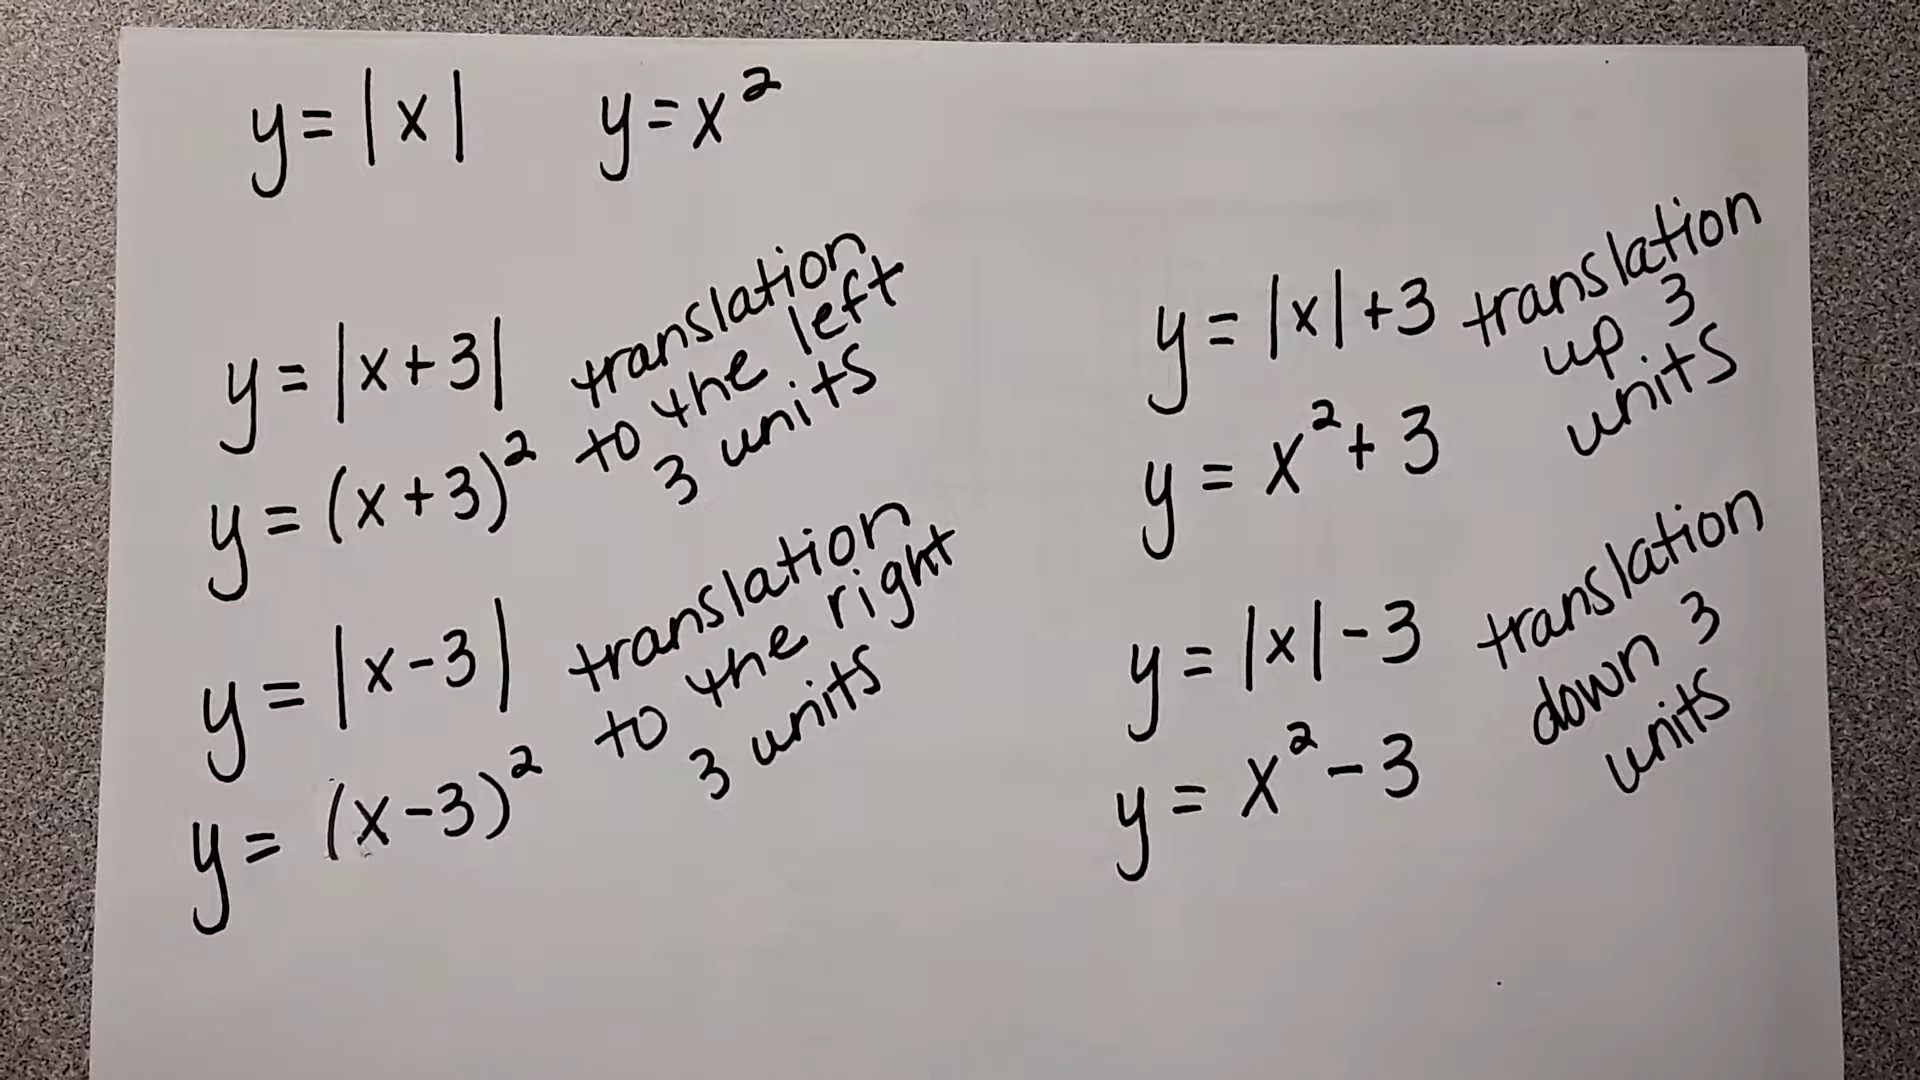 y = |x|
y = x²
y = |x + 3|
y = (x + 3)²
translation
to the left
3 units
y = |x - 3|
y = (x - 3)²
translation
to the right
3 units
y = |x| + 3
y = x² + 3
translation
up 3
units
y = |x| - 3
y = x² - 3
translation
down 3
units